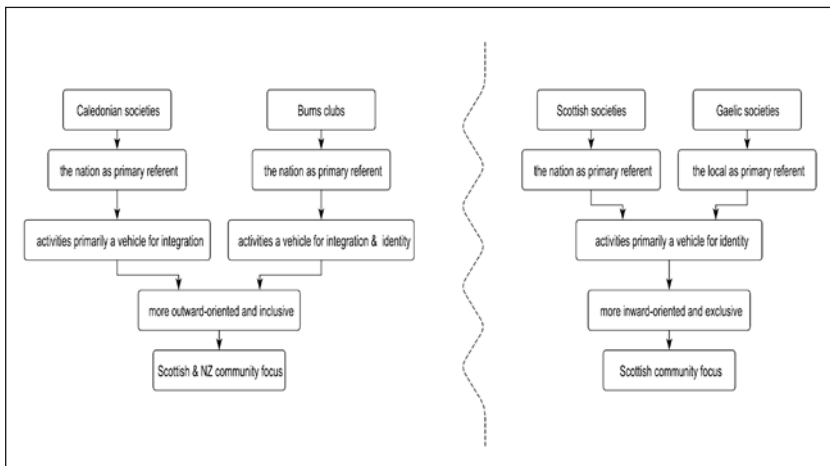 Caledonian societies
Burns clubs
Scottish societies
Gaelic societies
the nation as primary referent
the nation as primary referent
the nation as primary referent
the local as primary referent
activities primarily a vehicle for integration
activities a vehicle for integration & identity
activities primarily a vehicle for identity
more outward-oriented and inclusive
more inward-oriented and exclusive
Scottish & NZ community focus
Scottish community focus